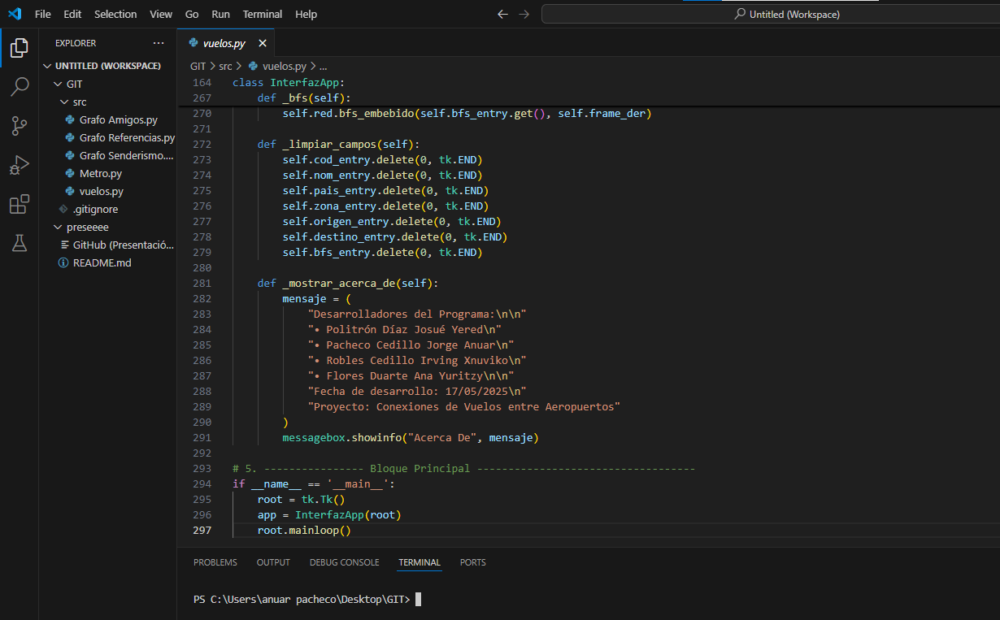 File Edit Selection View Go Run Terminal Help
Untitled (Workspace)
EXPLORER ...
vuelos.py
UNTITLED (WORKSPACE)
GIT
src
Grafo Amigos.py
Grafo Referencias.py
Grafo Senderismo....
Metro.py
vuelos.py
.gitignore
preseeee
GitHub (Presentació...
README.md
GIT > src > vuelos.py > ...
164 class InterfazApp:
267 def _bfs(self):
270 self.red.bfs_embebido(self.bfs_entry.get(), self.frame_der)
271
272 def _limpiar_campos(self):
273 self.cod_entry.delete(0, tk.END)
274 self.nom_entry.delete(0, tk.END)
275 self.pais_entry.delete(0, tk.END)
276 self.zona_entry.delete(0, tk.END)
277 self.origen_entry.delete(0, tk.END)
278 self.destino_entry.delete(0, tk.END)
279 self.bfs_entry.delete(0, tk.END)
280
281 def _mostrar_acerca_de(self):
282 mensaje = (
283 "Desarrolladores del Programa:\n\n"
284 "• Politrón Díaz Josué Yered\n"
285 "• Pacheco Cedillo Jorge Anuar\n"
286 "• Robles Cedillo Irving Xnuviko\n"
287 "• Flores Duarte Ana Yuritzy\n\n"
288 "Fecha de desarrollo: 17/05/2025\n"
289 "Proyecto: Conexiones de Vuelos entre Aeropuertos"
290 )
291 messagebox.showinfo("Acerca De", mensaje)
292
293 # 5. ---------------- Bloque Principal -----------------------------------
294 if __name__ == '__main__':
295 root = tk.Tk()
296 app = InterfazApp(root)
297 root.mainloop()
PROBLEMS OUTPUT DEBUG CONSOLE TERMINAL PORTS
PS C:\Users\anuar pacheco\Desktop\GIT>